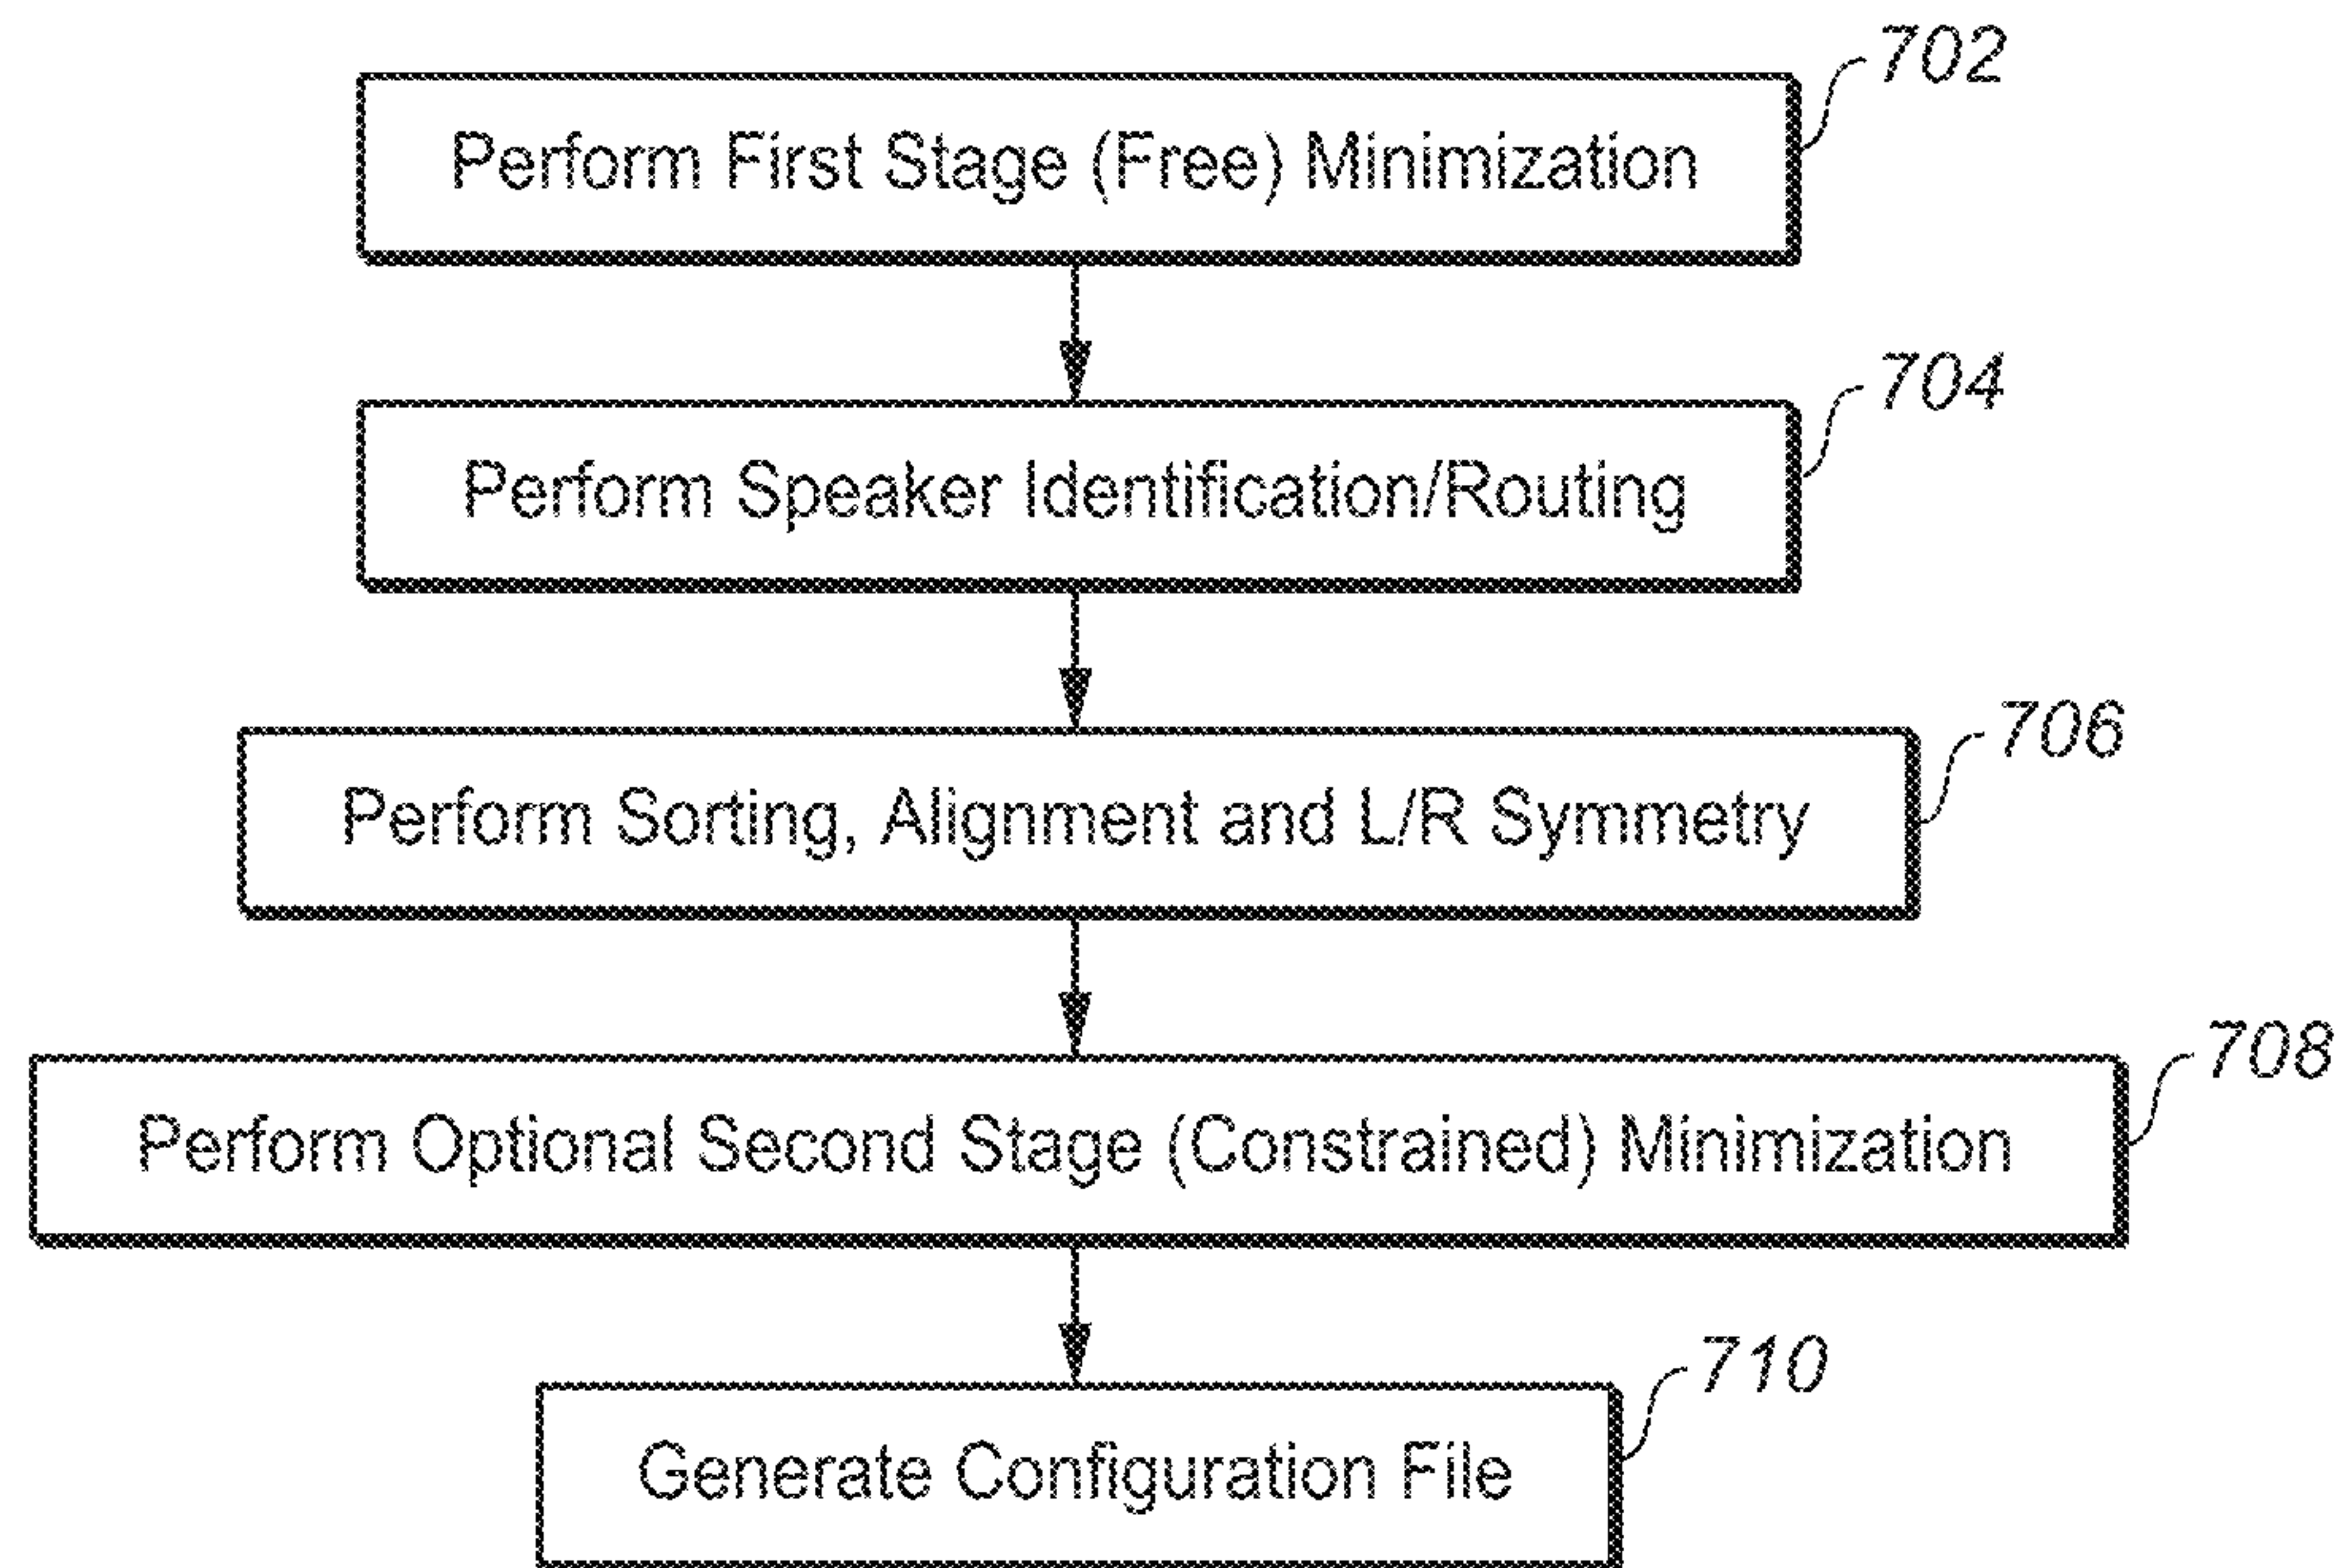 702
Perform First Stage (Free) Minimization
704
Perform Speaker Identification/Routing
706
Perform Sorting, Alignment and L/R Symmetry
708
Perform Optional Second Stage (Constrained) Minimization
710
Generate Configuration File